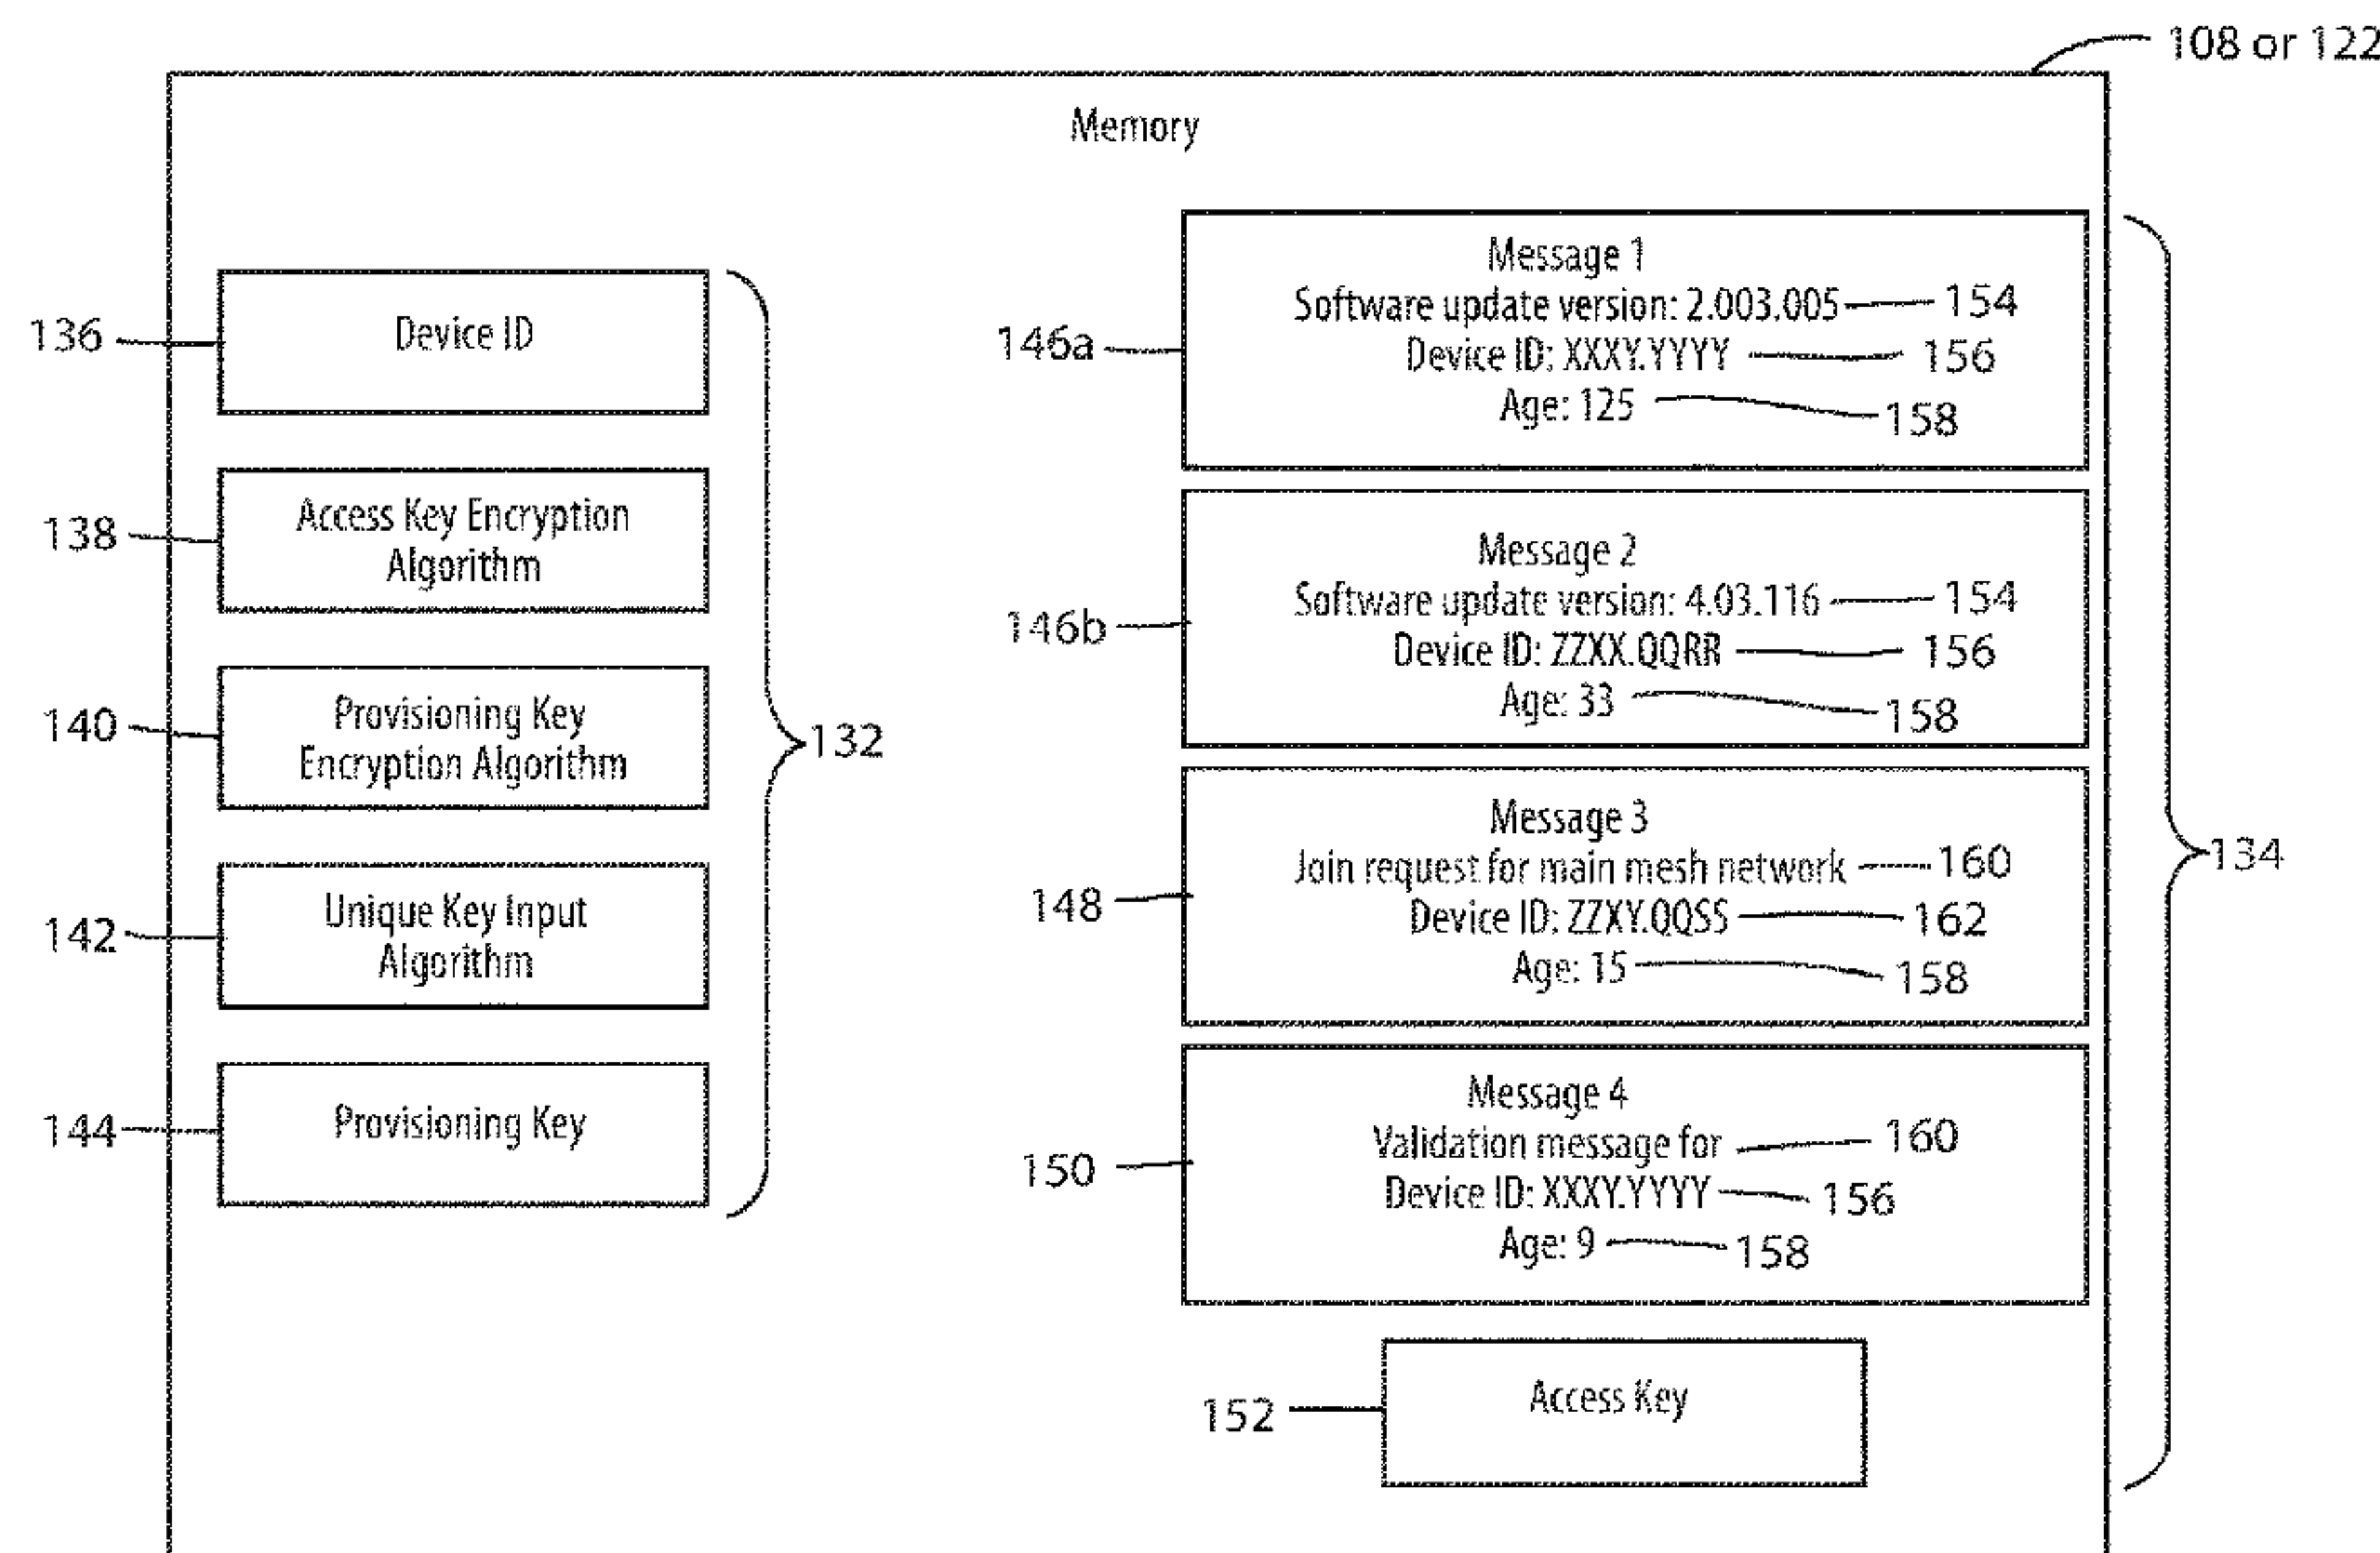 108 or 122
Memory
136
Device ID
138
Access Key Encryption
Algorithm
140
Provisioning Key
Encryption Algorithm
142
Unique Key Input
Algorithm
144
Provisioning Key
132
146a
Message 1
Software update version: 2.003.005 154
Device ID: XXXY.YYYY 156
Age: 125 158
146b
Message 2
Software update version: 4.03.116 154
Device ID: ZZXX.QQRR 156
Age: 33 158
148
Message 3
Join request for main mesh network 160
Device ID: ZZXY.QQSS 162
Age: 15 158
150
Message 4
Validation message for 160
Device ID: XXXY.YYYY 156
Age: 9 158
152
Access Key
134